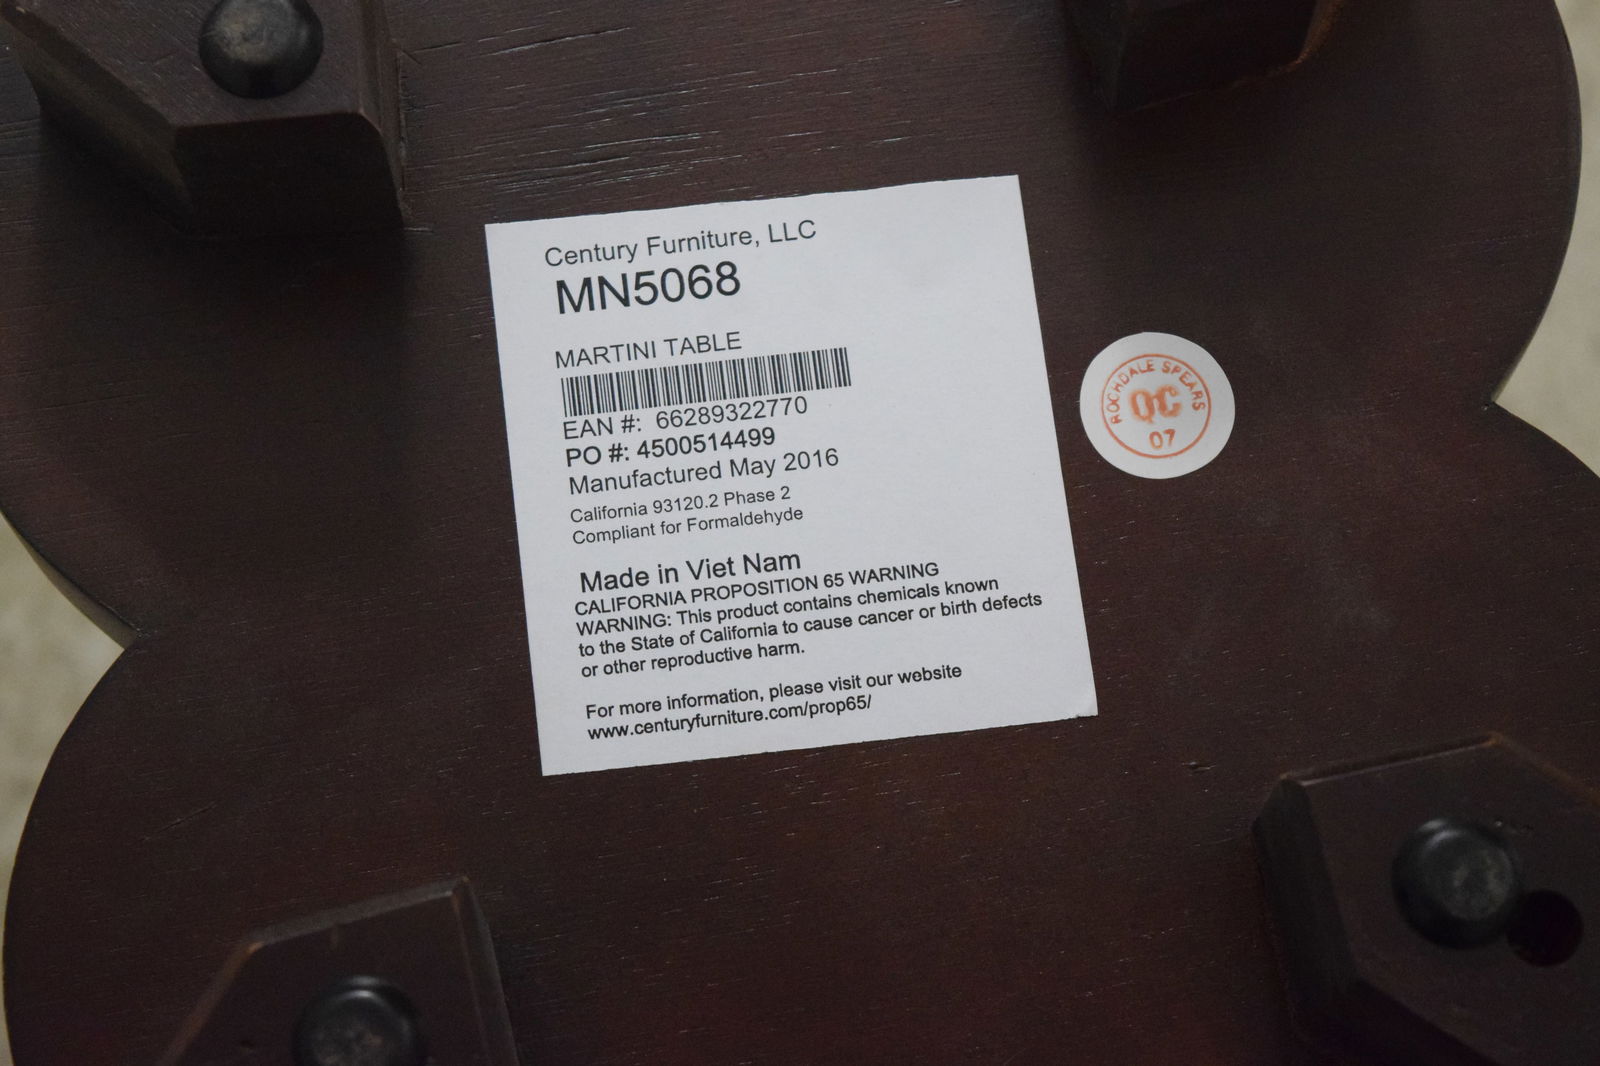 Century Furniture, LLC
MN5068
MARTINI TABLE
EAN #: 66289322770
PO #: 4500514499
Manufactured May 2016
California 93120.2 Phase 2
Compliant for Formaldehyde
Made in Viet Nam
CALIFORNIA PROPOSITION 65 WARNING
WARNING: This product contains chemicals known
to the State of California to cause cancer or birth defects
or other reproductive harm.
For more information, please visit our website
www.centuryfurniture.com/prop65/
ROCHDALE SPEARS
QC
07